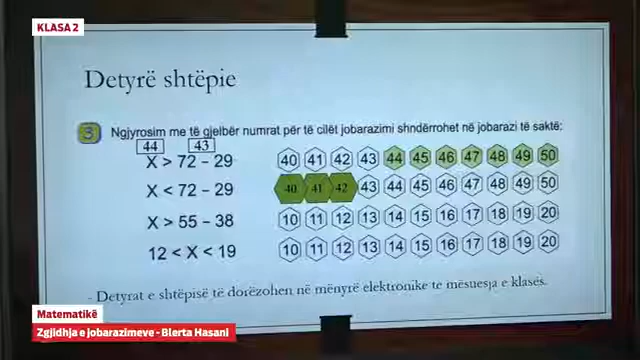 KLASA 2
Detyrë shtëpie
3 Ngjyrosim me të gjelbër numrat për të cilët jobarazimi shndërrohet në jobarazi të saktë:
44 43
X > 72 – 29 40 41 42 43 44 45 46 47 48 49 50
X < 72 – 29 40 41 42 43 44 45 46 47 48 49 50
X > 55 – 38 10 11 12 13 14 15 16 17 18 19 20
12 < X < 19 10 11 12 13 14 15 16 17 18 19 20
- Detyrat e shtëpisë të dorëzohen në mënyrë elektronike te mësuesja e klasës.
Matematikë
Zgjidhja e jobarazimeve - Blerta Hasani